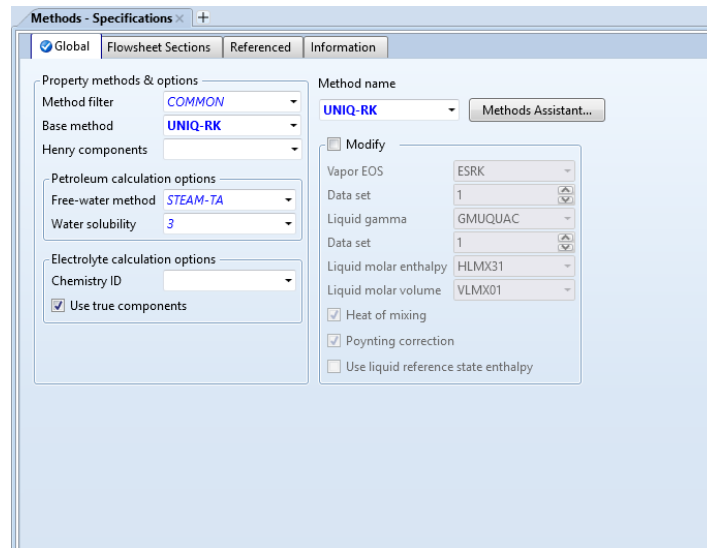 Methods - Specifications × +
Global Flowsheet Sections Referenced Information
Property methods & options
Method filter COMMON
Base method UNIQ-RK
Henry components
Petroleum calculation options
Free-water method STEAM-TA
Water solubility 3
Electrolyte calculation options
Chemistry ID
Use true components
Method name
UNIQ-RK Methods Assistant...
Modify
Vapor EOS ESRK
Data set 1
Liquid gamma GMUQUAC
Data set 1
Liquid molar enthalpy HLMX31
Liquid molar volume VLMX01
Heat of mixing
Poynting correction
Use liquid reference state enthalpy